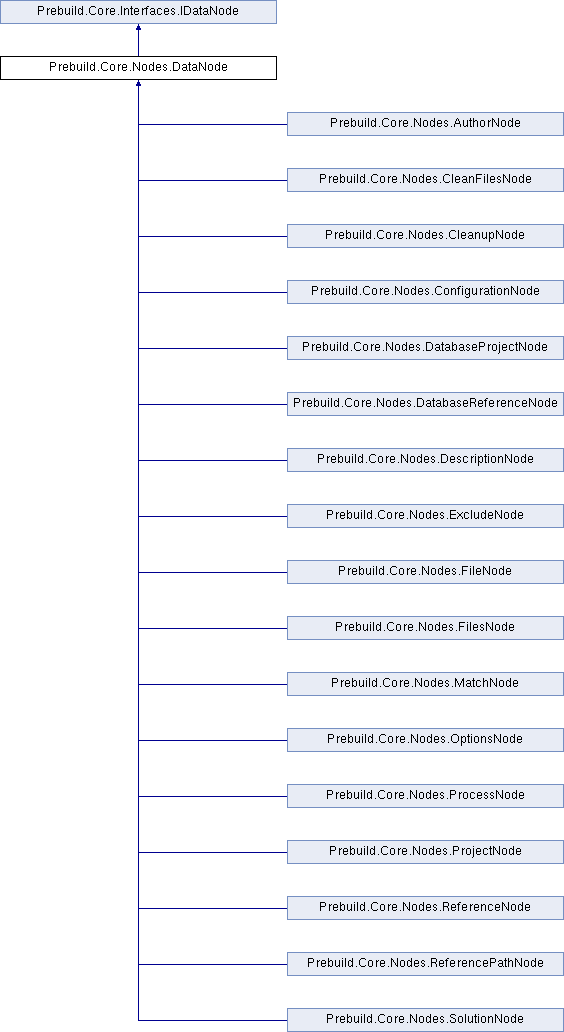 Prebuild.Core.Interfaces.IDataNode
Prebuild.Core.Nodes.DataNode
Prebuild.Core.Nodes.AuthorNode
Prebuild.Core.Nodes.CleanFilesNode
Prebuild.Core.Nodes.CleanupNode
Prebuild.Core.Nodes.ConfigurationNode
Prebuild.Core.Nodes.DatabaseProjectNode
Prebuild.Core.Nodes.DatabaseReferenceNode
Prebuild.Core.Nodes.DescriptionNode
Prebuild.Core.Nodes.ExcludeNode
Prebuild.Core.Nodes.FileNode
Prebuild.Core.Nodes.FilesNode
Prebuild.Core.Nodes.MatchNode
Prebuild.Core.Nodes.OptionsNode
Prebuild.Core.Nodes.ProcessNode
Prebuild.Core.Nodes.ProjectNode
Prebuild.Core.Nodes.ReferenceNode
Prebuild.Core.Nodes.ReferencePathNode
Prebuild.Core.Nodes.SolutionNode